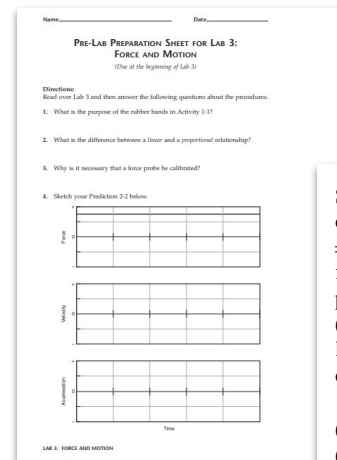 Name
Date
PRE-LAB PREPARATION SHEET FOR LAB 3:
FORCE AND MOTION
(Due at the beginning of Lab 3)
Directions:
Read over Lab 3 and then answer the following questions about the procedures.
1. What is the purpose of the rubber bands in Activity 1-1?
2. What is the difference between a linear and a proportional relationship?
3. Why is it necessary that a force probe be calibrated?
4. Sketch your Prediction 2-2 below.
+
Force
0
–
+
Velocity
0
–
+
Acceleration
0
–
Time
LAB 3: FORCE AND MOTION